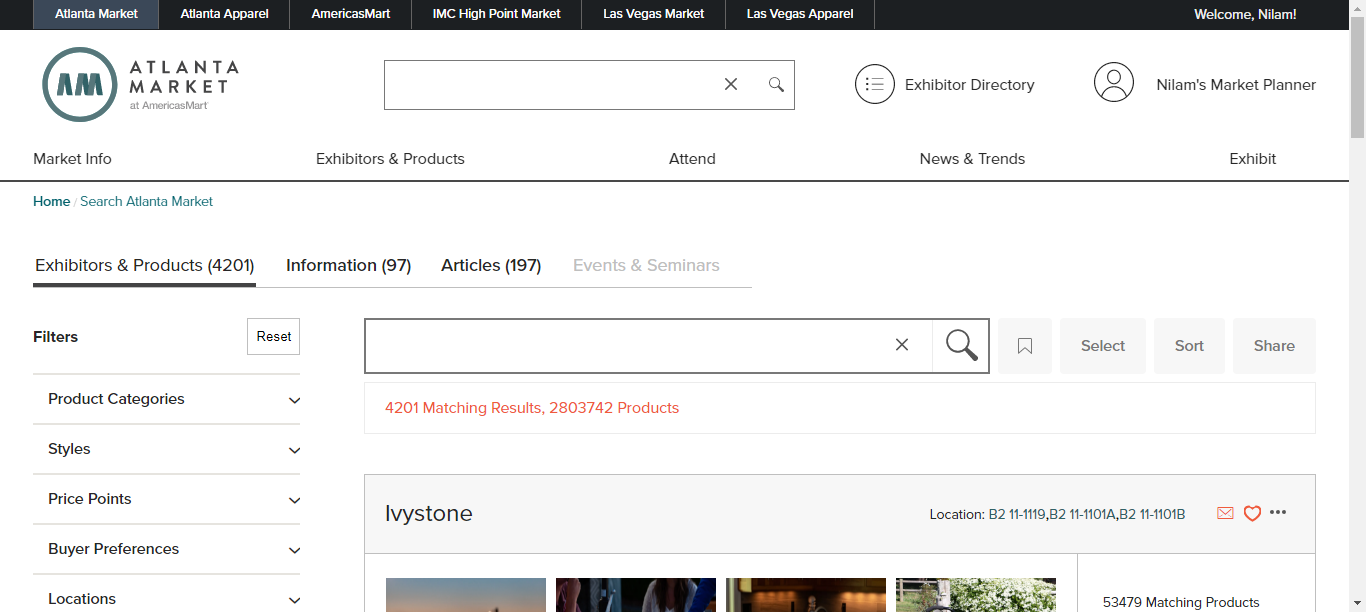 Atlanta Market Atlanta Apparel AmericasMart IMC High Point Market Las Vegas Market Las Vegas Apparel Welcome, Nilam!
AM ATLANTA
MARKET
at AmericasMart
Exhibitor Directory Nilam's Market Planner
Market Info Exhibitors & Products Attend News & Trends Exhibit
Home / Search Atlanta Market
Exhibitors & Products (4201) Information (97) Articles (197) Events & Seminars
Filters Reset
Select Sort Share
4201 Matching Results, 2803742 Products
Product Categories
Styles
Price Points
Buyer Preferences
Locations
Ivystone Location: B2 11-1119,B2 11-1101A,B2 11-1101B
53479 Matching Products